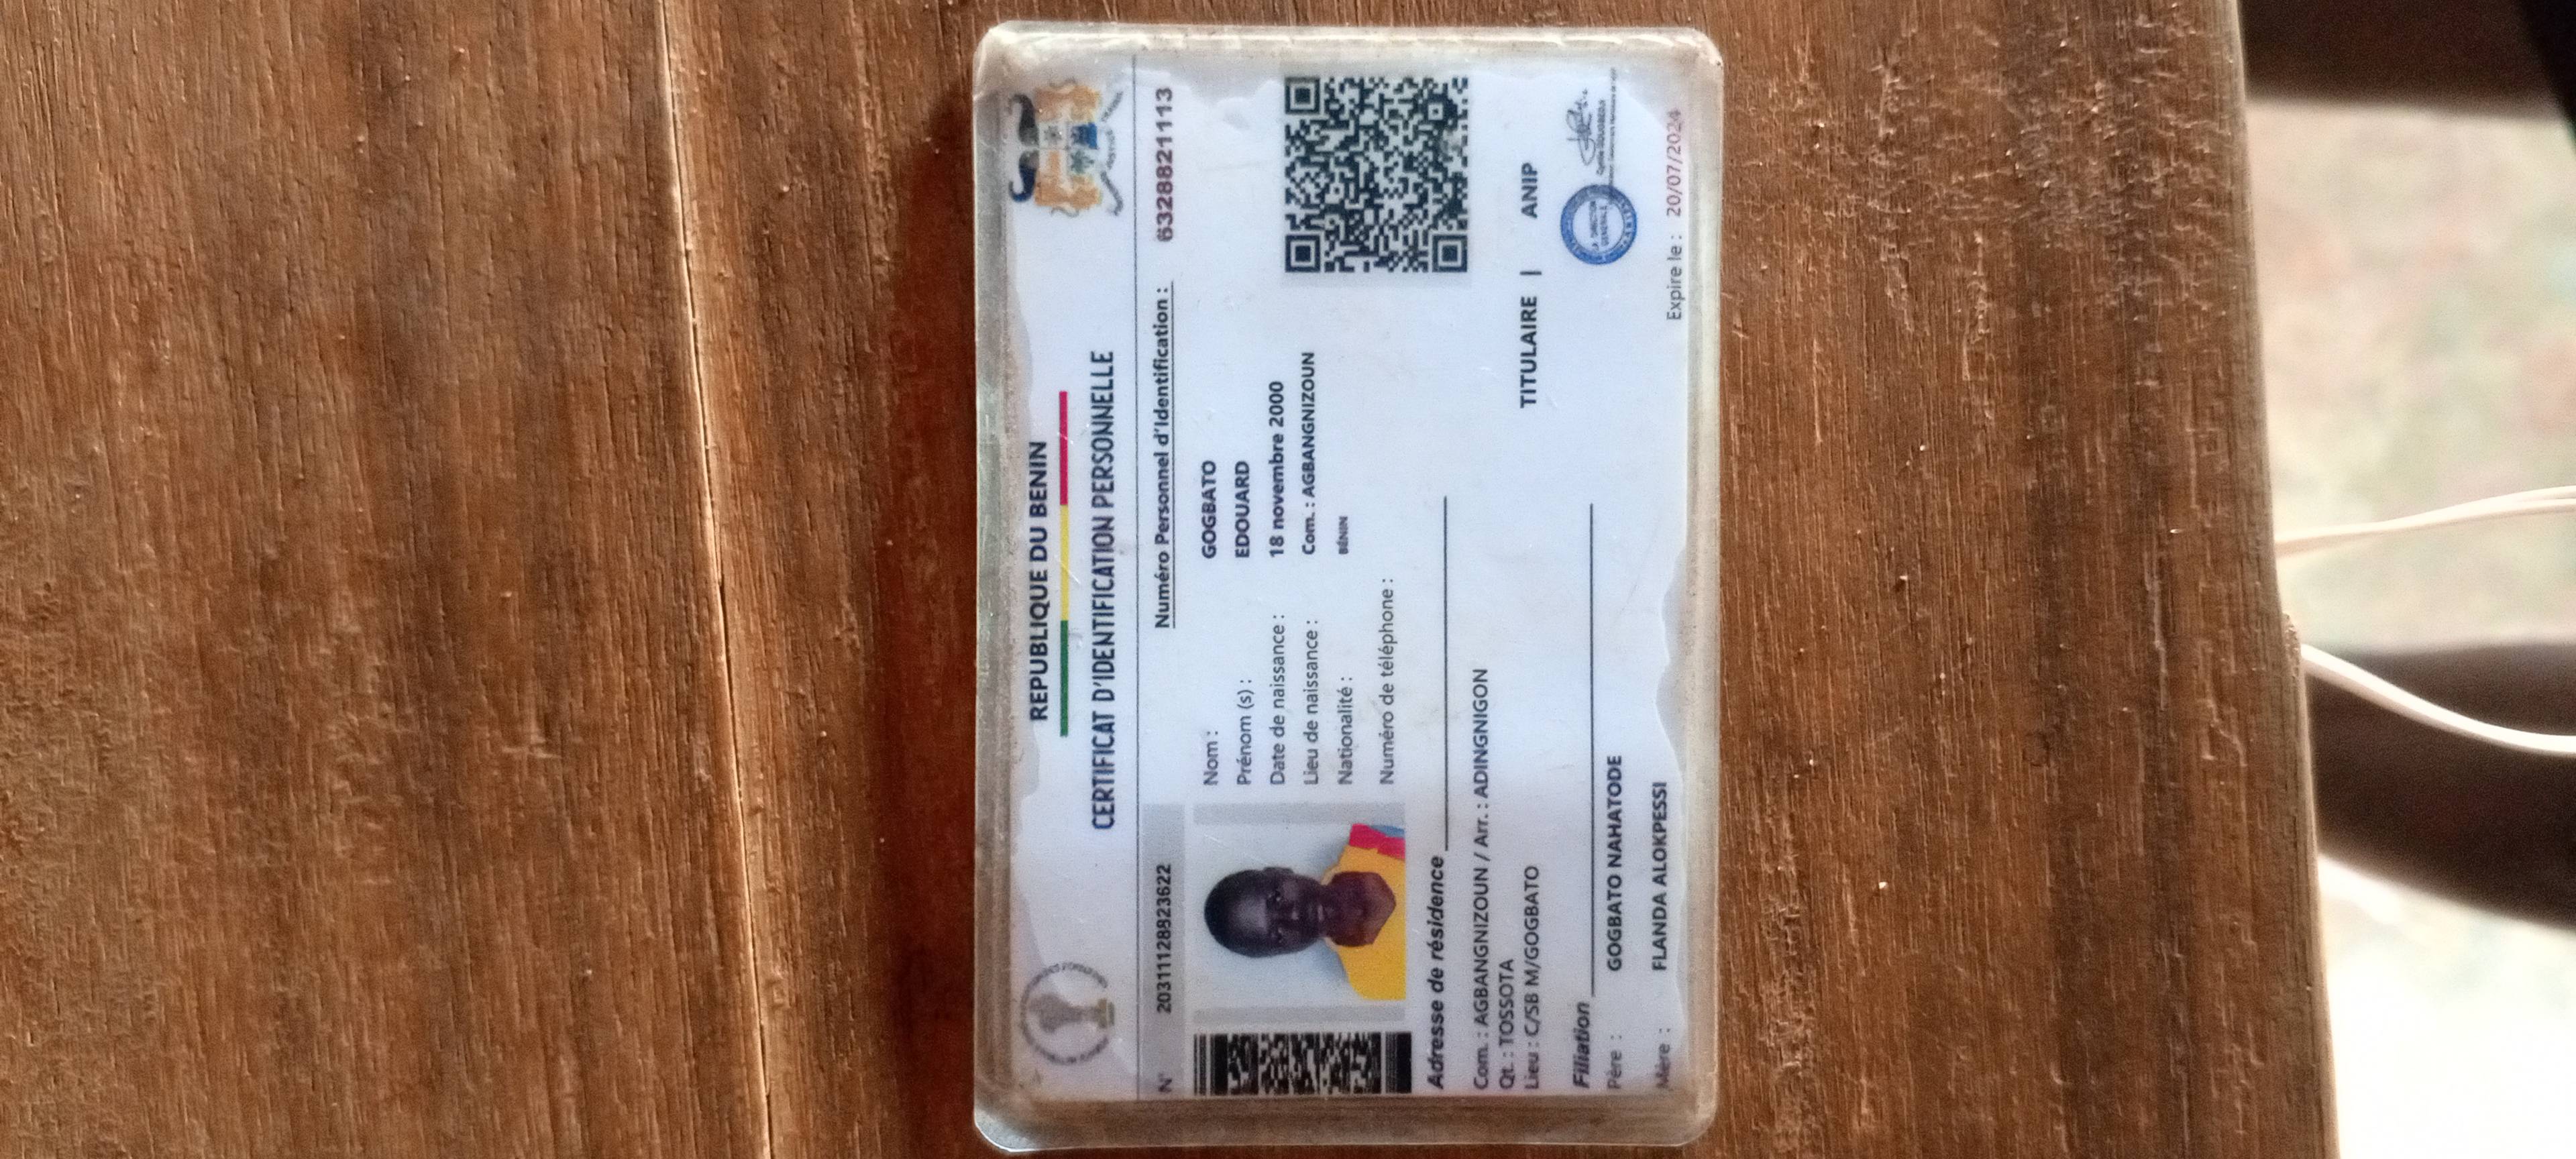 REPUBLIQUE DU BENIN
CERTIFICAT D'IDENTIFICATION PERSONNELLE
N° 20311128823622
Numéro Personnel d'Identification : 6328821113
Nom : GOGBATO
Prénom (s) : EDOUARD
Date de naissance : 18 novembre 2000
Lieu de naissance : Com. : AGBANGNIZOUN
Nationalité : BÉNIN
Numéro de téléphone :
Adresse de résidence
Com. : AGBANGNIZOUN / Arr. : ADINGNIGON
Qt. : TOSSOTA
Lieu : C/SB M/GOGBATO
TITULAIRE | ANIP
Filiation
Père : GOGBATO NAHATODE
Mère : FLANDA ALOKPESSI
LA DIRECTION GENERALE
Expire le : 20/07/2024